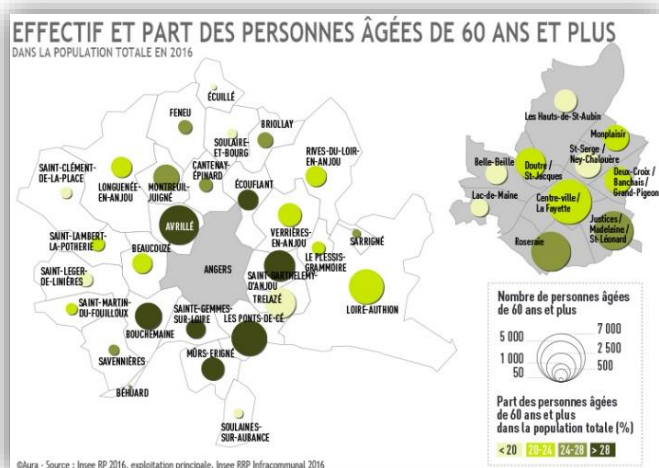 EFFECTIF ET PART DES PERSONNES ÂGÉES DE 60 ANS ET PLUS
DANS LA POPULATION TOTALE EN 2016
ÉCUILLÉ
FENEU
SOULAIRE-
ET-BOURG
BRIOLLAY
SAINT-CLÉMENT-
DE-LA-PLACE
LONGUENÉE-
EN-ANJOU
MONTREUIL-
JUIGNÉ
CANTENAY-
ÉPINARD
ÉCOUFLANT
RIVES-DU-LOIR-
EN-ANJOU
AVRILLÉ
SAINT-LAMBERT-
LA-POTHERIE
BEAUCOUZÉ
VERRIÈRES-
EN-ANJOU
SARRIGNÉ
LE PLESSIS-
GRAMMOIRE
ANGERS
SAINT-LEGER-
DE-LINIÈRES
SAINT-BARTHELEMY-
D'ANJOU
TRELAZÉ
LOIRE-AUTHION
SAINT-MARTIN-
DU-FOUILLOUX
BOUCHEMAINE
SAINTE-GEMMES-
SUR-LOIRE
LES PONTS-DE-CÉ
SAVENNIÈRES
MÛRS-ERIGNÉ
BÉHUARD
SOULAINES-
SUR-AUBANCE
Les Hauts-de-St-Aubin
Monplaisir
St-Serge /
Ney-Chalouère
Belle-Beille
Doutre /
St-Jacques
Deux-Croix /
Banchais /
Grand-Pigeon
Lac-de-Maine
Centre-ville /
La Fayette
Justices /
Madeleine /
St-Léonard
Roseraie
Nombre de personnes âgées
de 60 ans et plus
5 000
7 000
1 000
2 500
50
500
Part des personnes âgées
de 60 ans et plus
dans la population totale (%)
< 20 20-24 24-28 > 28
©Aura - Source : Insee RP 2016, exploitation principale, Insee RRP Infracommunal 2016